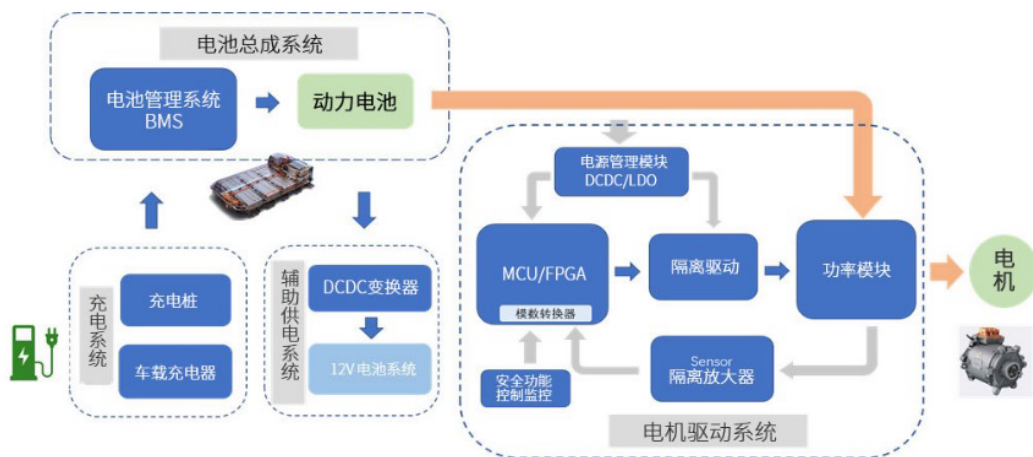 电池总成系统
电池管理系统
BMS
动力电池
电源管理模块
DCDC/LDO
MCU/FPGA
模数转换器
隔离驱动
功率模块
电机
Sensor
隔离放大器
安全功能
控制监控
电机驱动系统
充电系统
充电桩
车载充电器
辅助供电系统
DCDC变换器
12V电池系统